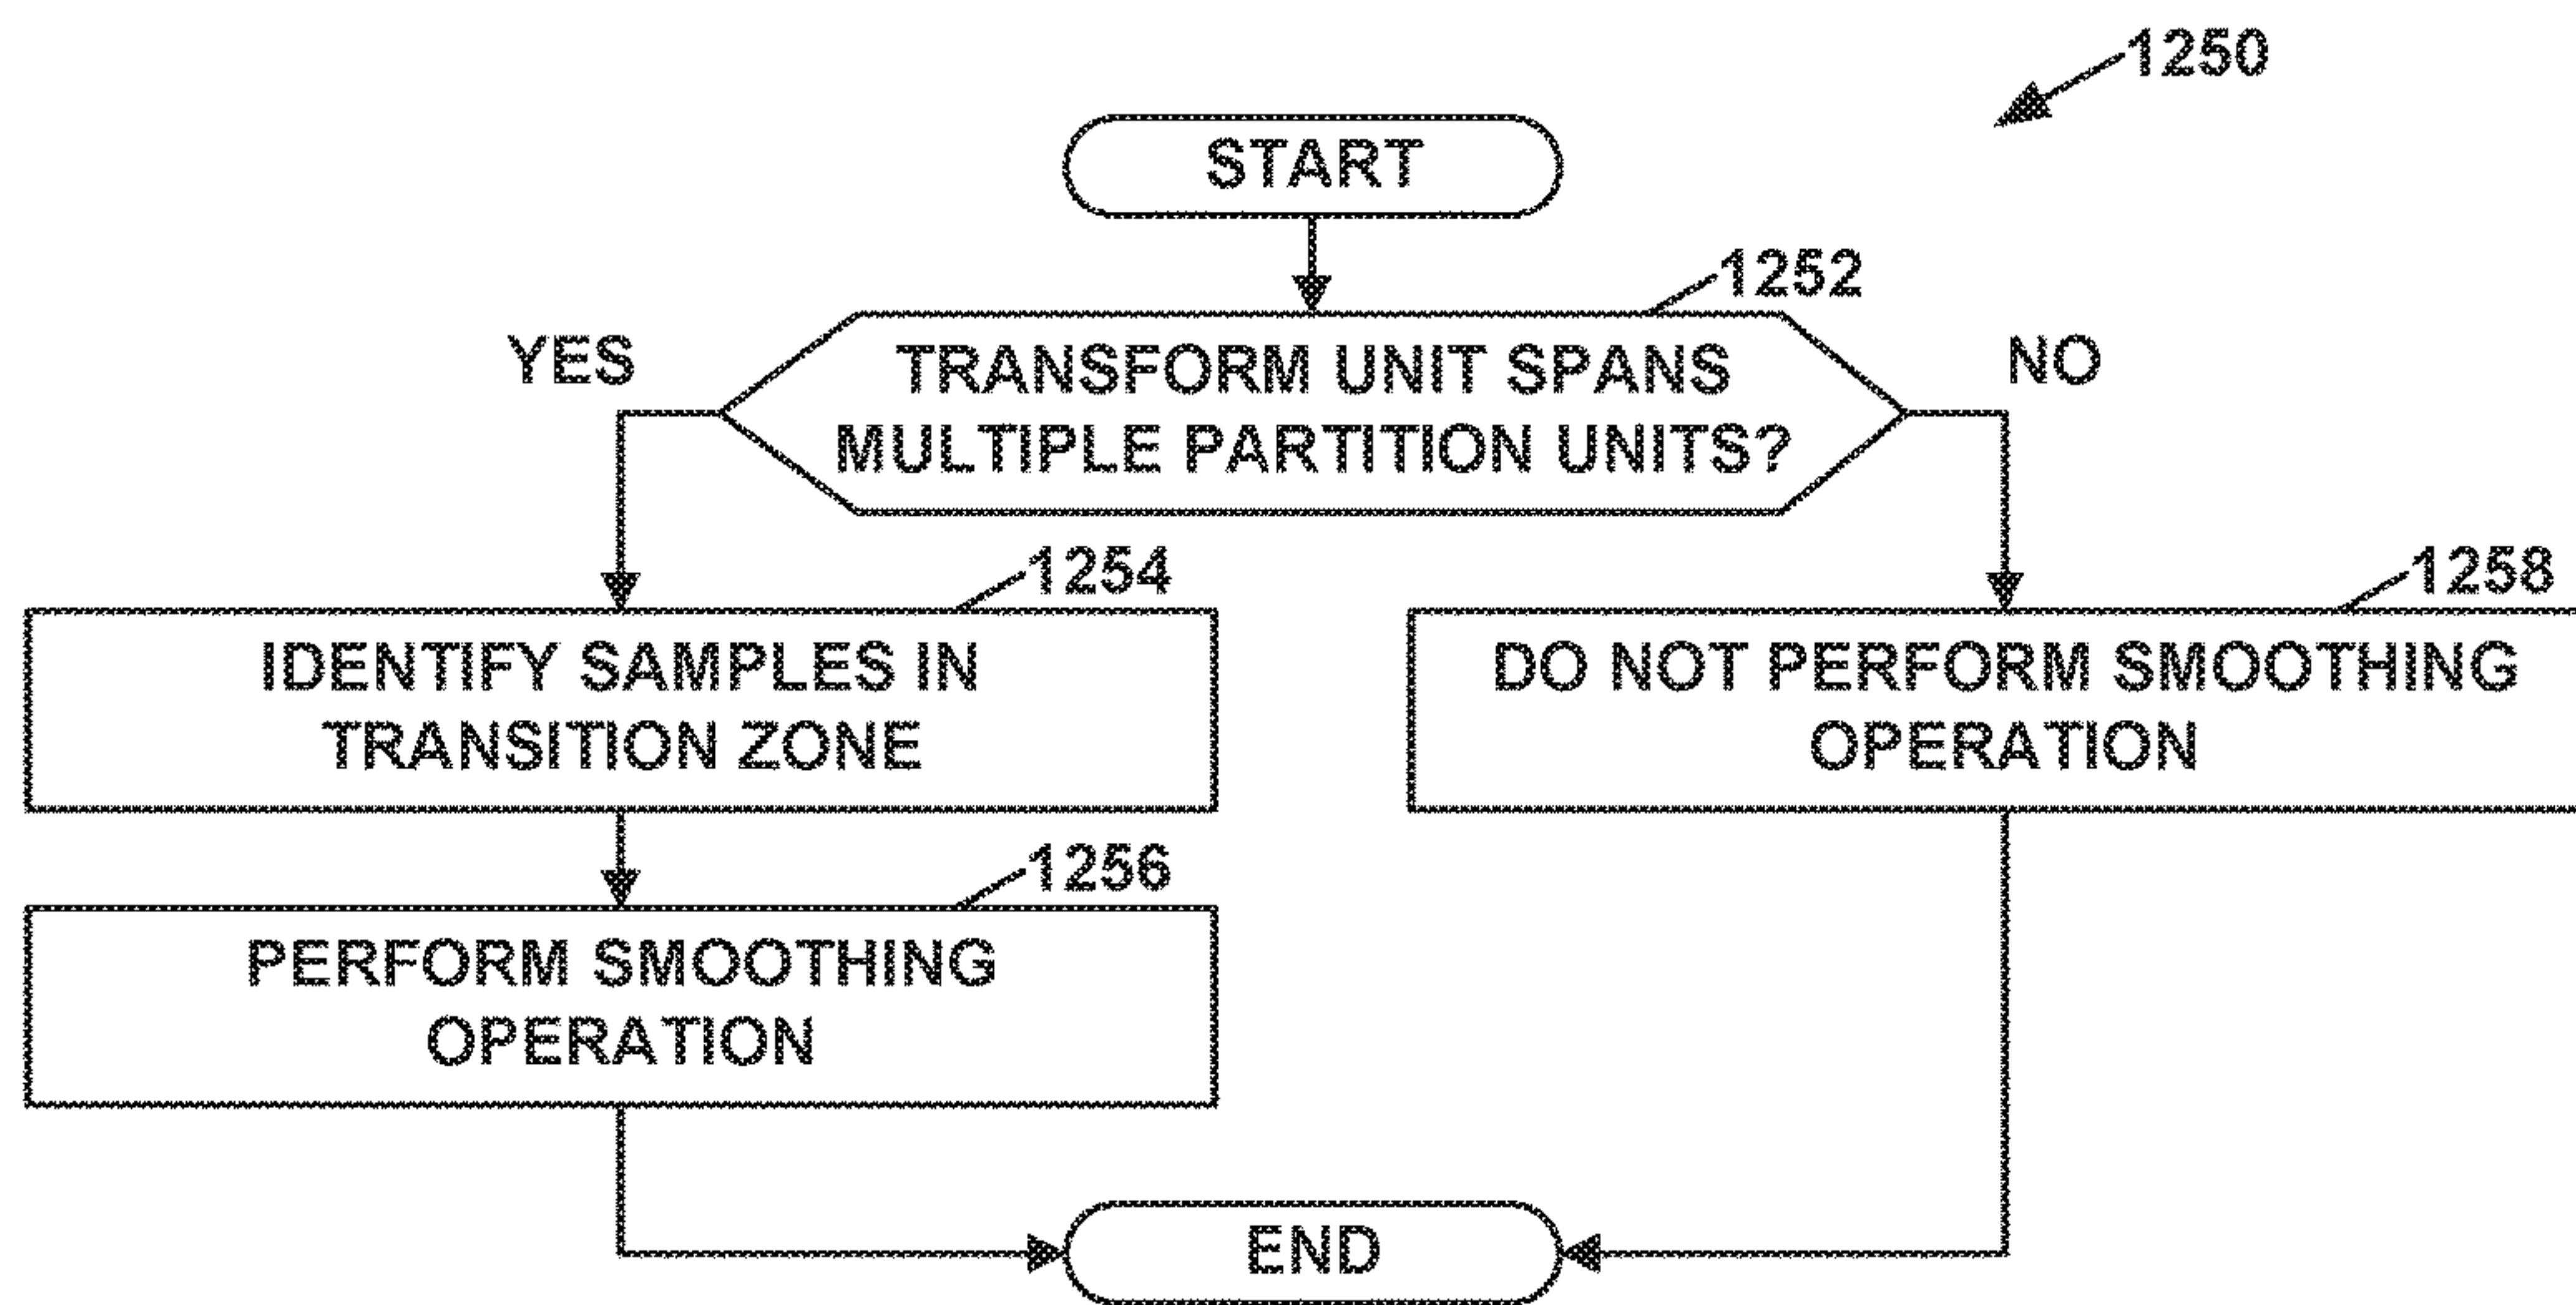 1250
START
1252
YES
TRANSFORM UNIT SPANS
MULTIPLE PARTITION UNITS?
NO
1254
IDENTIFY SAMPLES IN
TRANSITION ZONE
1258
DO NOT PERFORM SMOOTHING
OPERATION
1256
PERFORM SMOOTHING
OPERATION
END